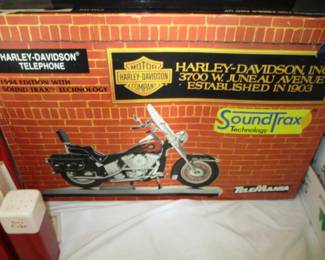 HARLEY-DAVIDSON
TELEPHONE
1994 EDITION WITH
SOUND TRAX TECHNOLOGY
MOTOR
HARLEY-DAVIDSON
COMPANY
HARLEY-DAVIDSON, INC
3700 W. JUNEAU AVENUE
ESTABLISHED IN 1903
SoundTrax
Technology
TELEMANIA